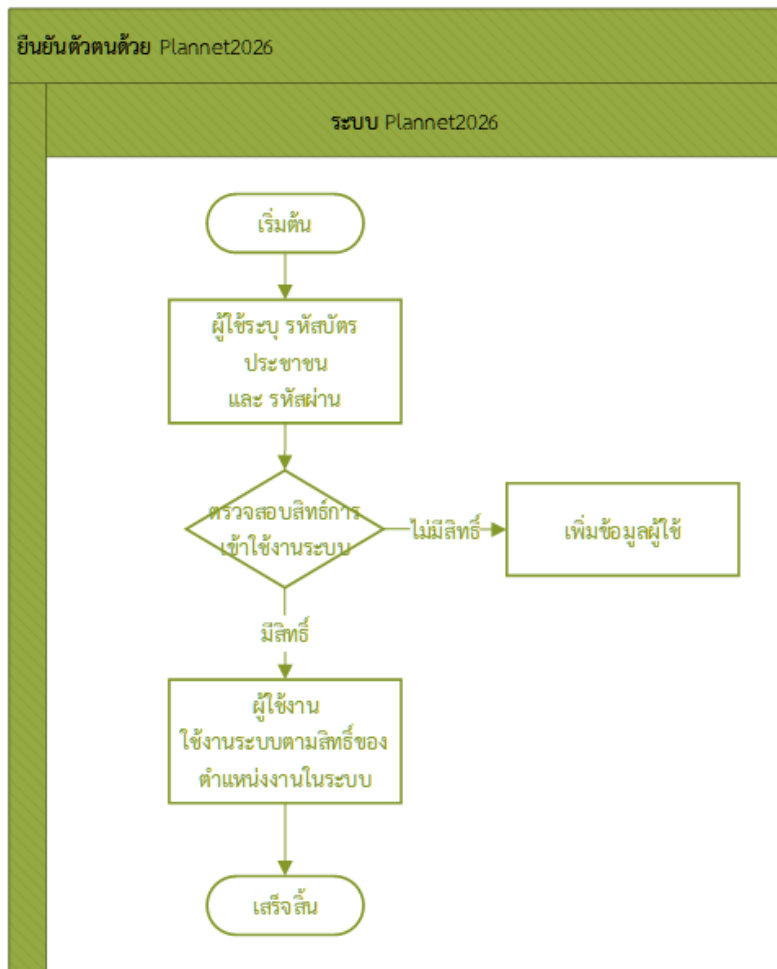 ยืนยันตัวตนด้วย Plannet2026
ระบบ Plannet2026
เริ่มต้น
ผู้ใช้ระบุ รหัสบัตร
ประชาชน
และ รหัสผ่าน
ตรวจสอบสิทธ์การ
เข้าใช้งานระบบ
ไม่มีสิทธิ์
เพิ่มข้อมูลผู้ใช้
มีสิทธิ์
ผู้ใช้งาน
ใช้งานระบบตามสิทธิ์ของ
ตำแหน่งงานในระบบ
เสร็จสิ้น